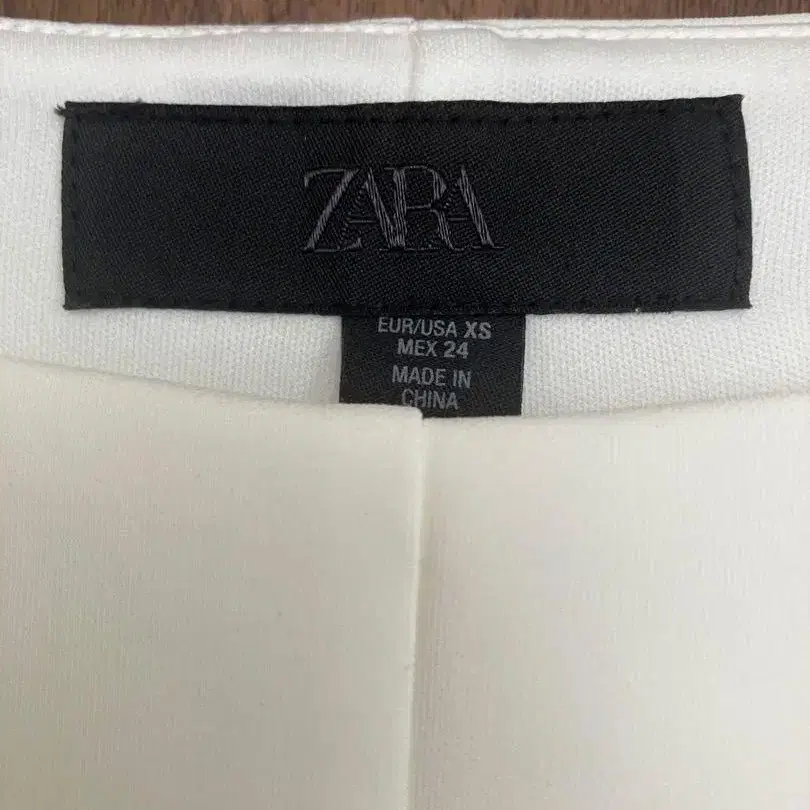 ZARA
EUR/USA XS
MEX 24
MADE IN
CHINA